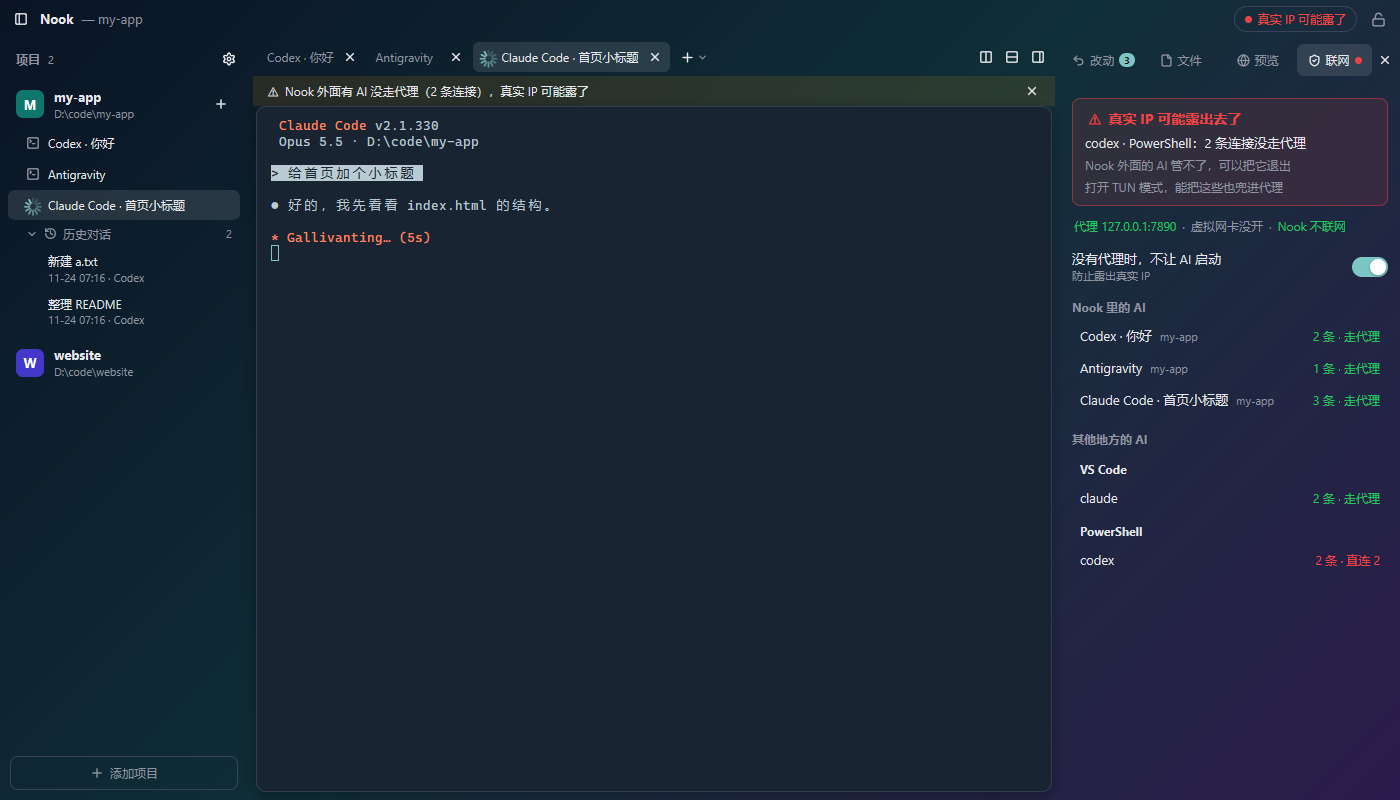 Nook — my-app
真实 IP 可能露了
项目 2
my-app
D:\code\my-app
Codex · 你好
Antigravity
Claude Code · 首页小标题
历史对话 2
新建 a.txt
11-24 07:16 · Codex
整理 README
11-24 07:16 · Codex
website
D:\code\website
M
W
添加项目
Codex · 你好
Antigravity
Claude Code · 首页小标题
Nook 外面有 AI 没走代理（2 条连接），真实 IP 可能露了
Claude Code v2.1.330
Opus 5.5 · D:\code\my-app
> 给首页加个小标题
● 好的，我先看看 index.html 的结构。
* Gallivanting… (5s)
改动 3
文件
预览
联网
真实 IP 可能露出去了
codex · PowerShell：2 条连接没走代理
Nook 外面的 AI 管不了，可以把它退出
打开 TUN 模式，能把这些也兜进代理
代理 127.0.0.1:7890 · 虚拟网卡没开 · Nook 不联网
没有代理时，不让 AI 启动
防止露出真实 IP
Nook 里的 AI
Codex · 你好 my-app 2 条 · 走代理
Antigravity my-app 1 条 · 走代理
Claude Code · 首页小标题 my-app 3 条 · 走代理
其他地方的 AI
VS Code
claude 2 条 · 走代理
PowerShell
codex 2 条 · 直连 2